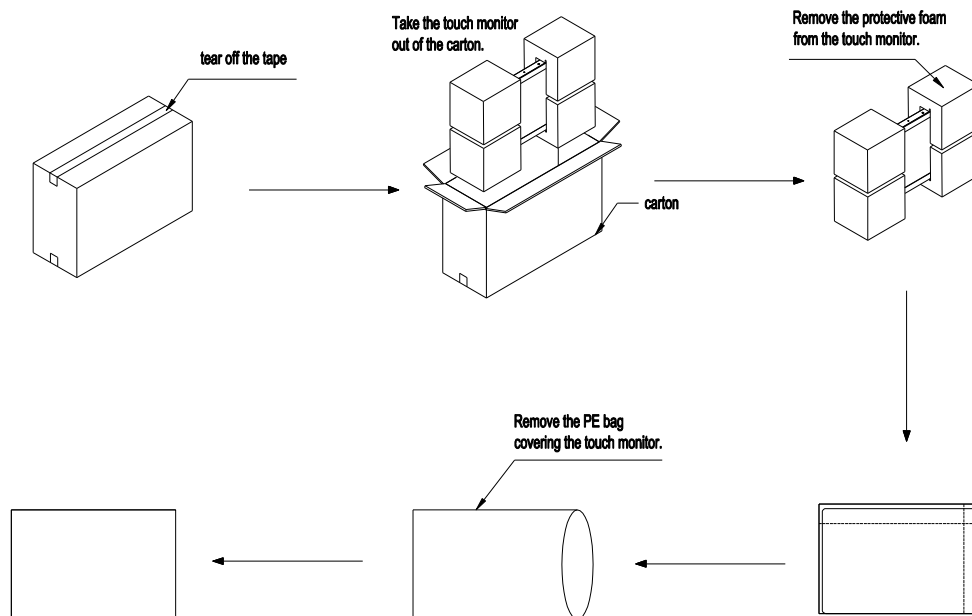 tear off the tape
Take the touch monitor
out of the carton.
carton
Remove the protective foam
from the touch monitor.
Remove the PE bag
covering the touch monitor.